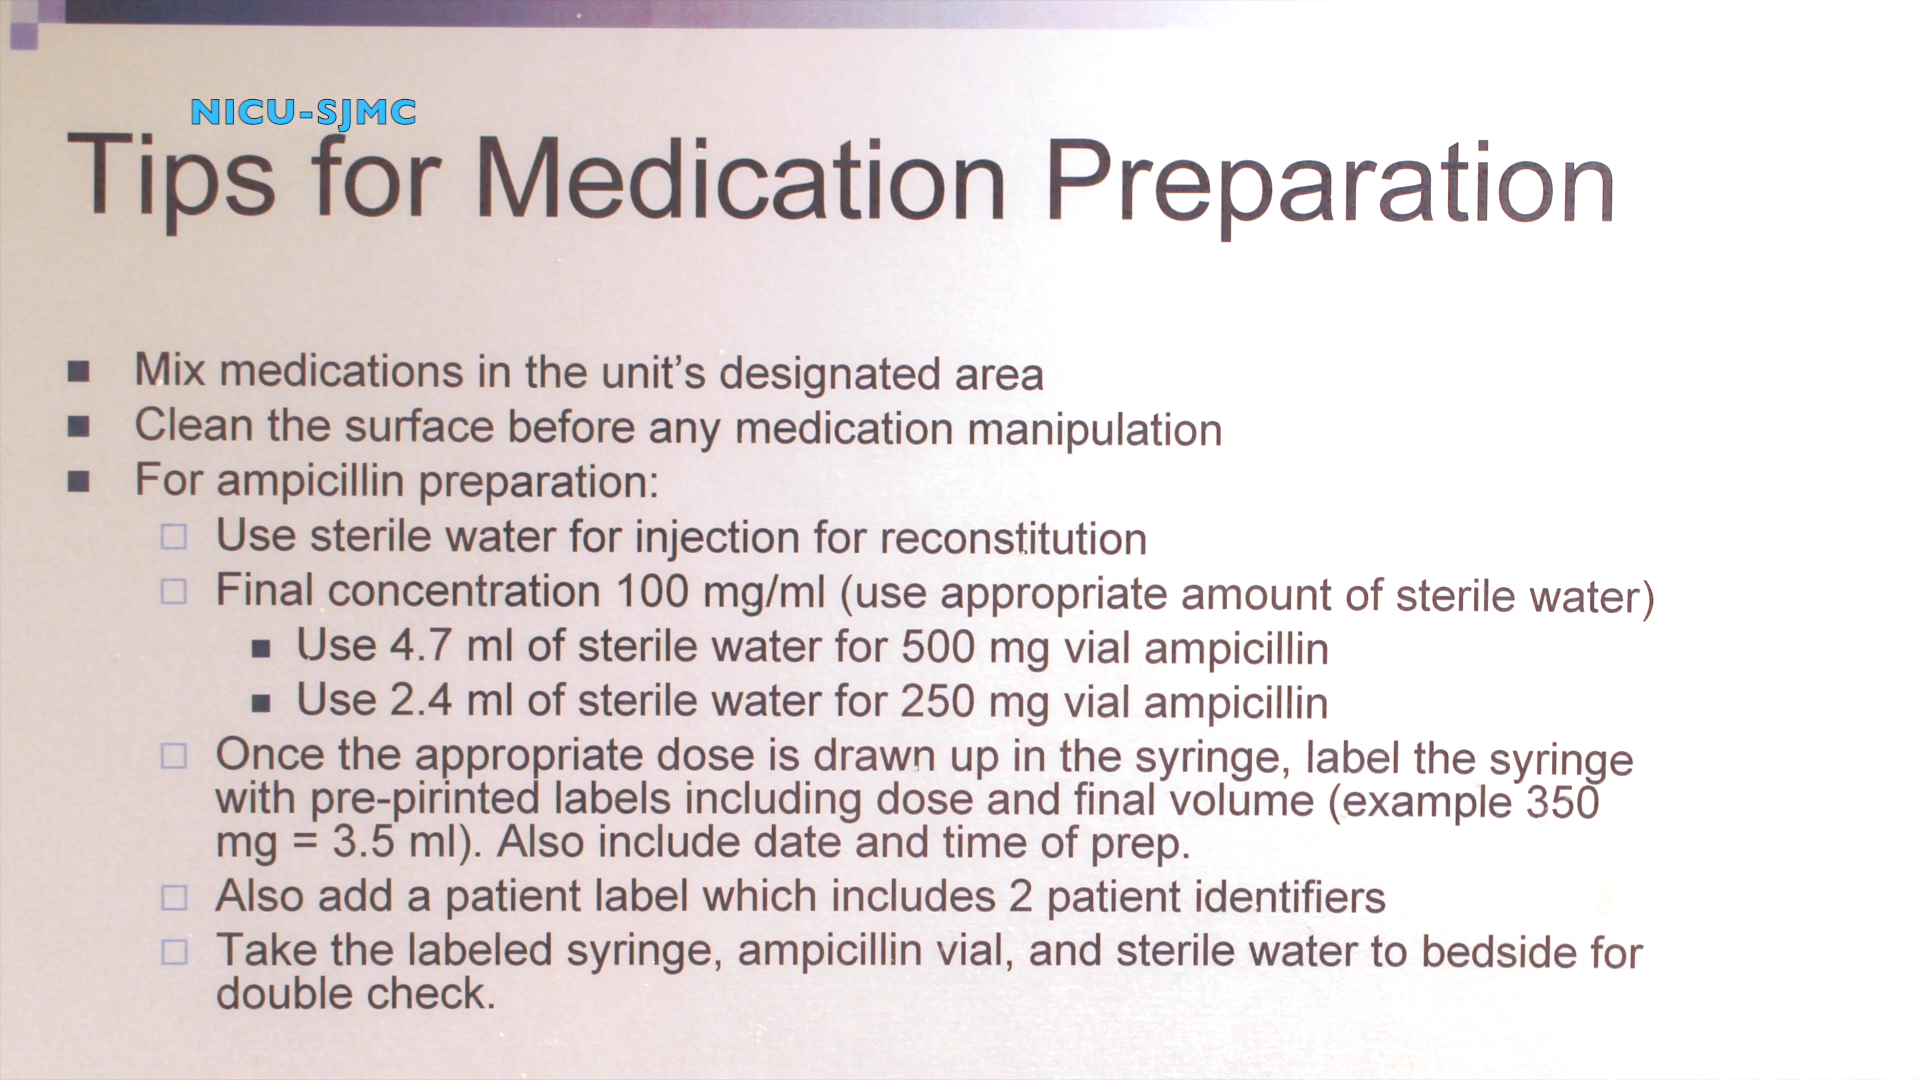 NICU-SJMC
Tips for Medication Preparation
Mix medications in the unit's designated area
Clean the surface before any medication manipulation
For ampicillin preparation:
Use sterile water for injection for reconstitution
Final concentration 100 mg/ml (use appropriate amount of sterile water)
Use 4.7 ml of sterile water for 500 mg vial ampicillin
Use 2.4 ml of sterile water for 250 mg vial ampicillin
Once the appropriate dose is drawn up in the syringe, label the syringe
with pre-pirinted labels including dose and final volume (example 350
mg = 3.5 ml). Also include date and time of prep.
Also add a patient label which includes 2 patient identifiers
Take the labeled syringe, ampicillin vial, and sterile water to bedside for
double check.